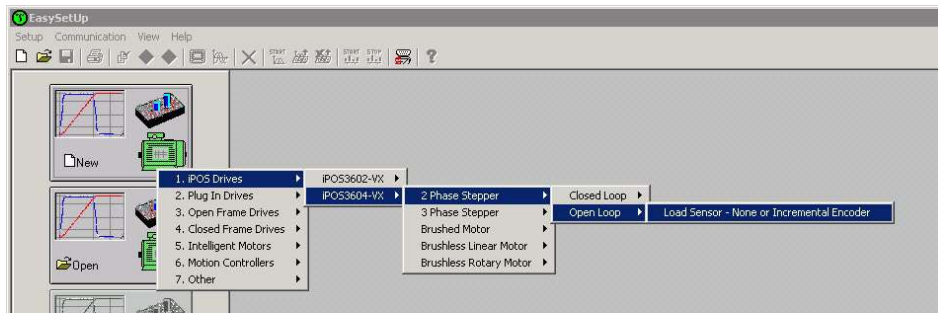 EasySetUp
Setup Communication View Help
START START STOP ?
New
1. iPOS Drives
2. Plug In Drives
3. Open Frame Drives
4. Closed Frame Drives
5. Intelligent Motors
6. Motion Controllers
7. Other
iPOS3602-VX
iPOS3604-VX
2 Phase Stepper
3 Phase Stepper
Brushed Motor
Brushless Linear Motor
Brushless Rotary Motor
Closed Loop
Open Loop
Load Sensor - None or Incremental Encoder
Open